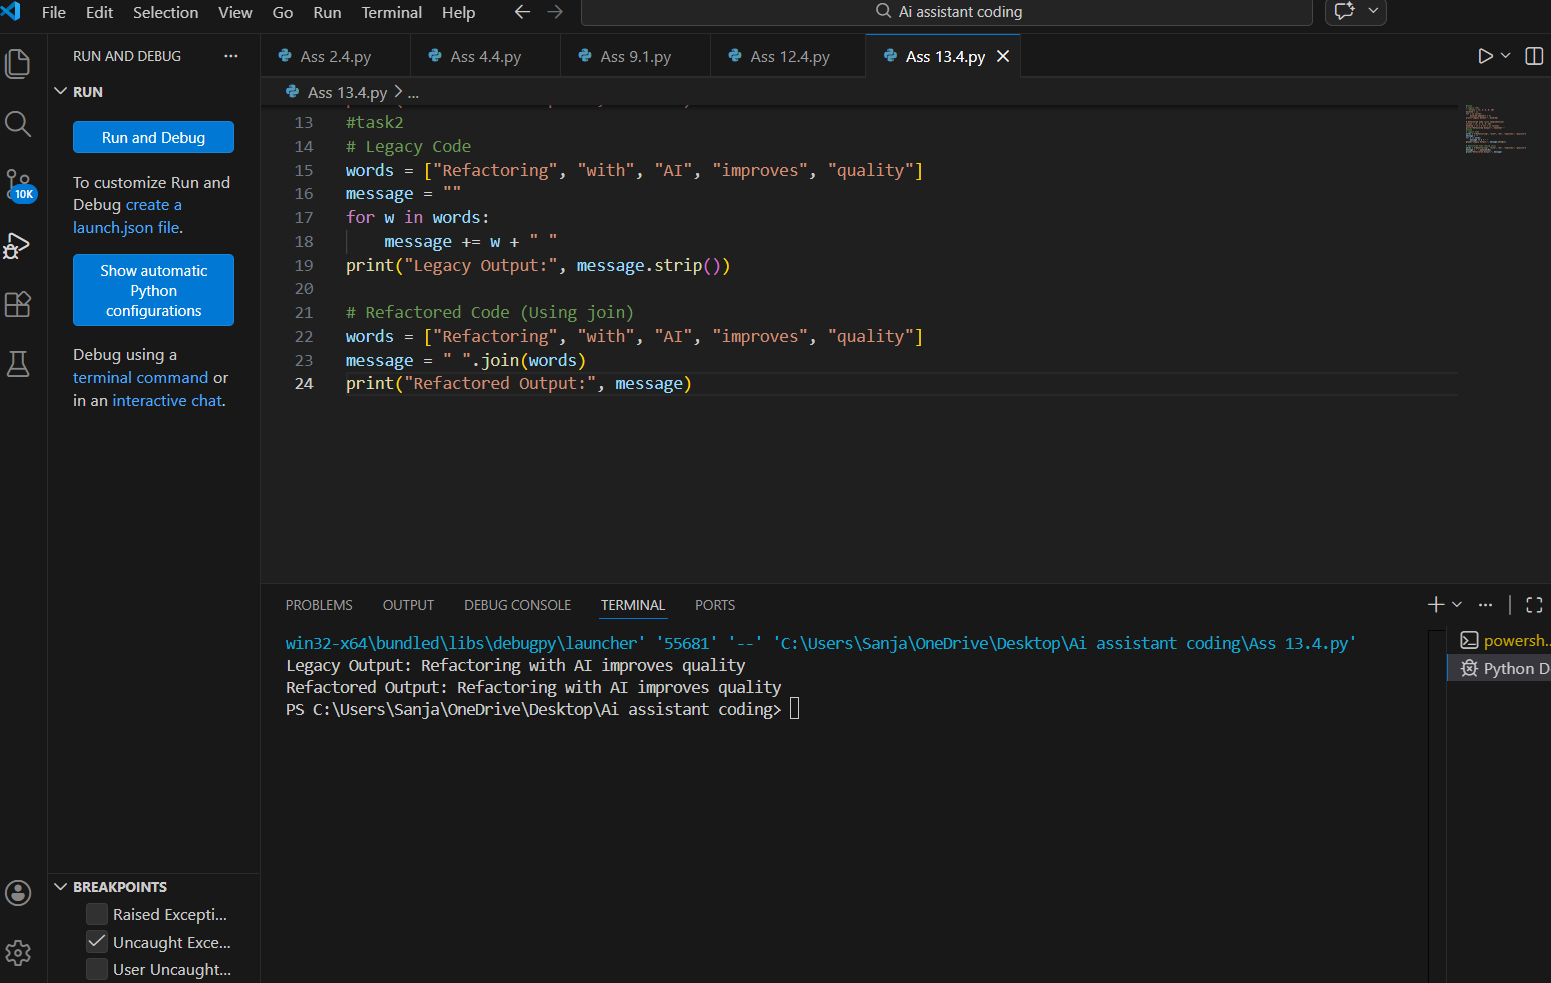 File Edit Selection View Go Run Terminal Help
Ai assistant coding
RUN AND DEBUG ...
Ass 2.4.py
Ass 4.4.py
Ass 9.1.py
Ass 12.4.py
Ass 13.4.py
RUN
Ass 13.4.py > ...
Run and Debug
To customize Run and
Debug create a
launch.json file.
Show automatic
Python
configurations
Debug using a
terminal command or
in an interactive chat.
10K
13 #task2
14 # Legacy Code
15 words = ["Refactoring", "with", "AI", "improves", "quality"]
16 message = ""
17 for w in words:
18     message += w + " "
19 print("Legacy Output:", message.strip())
20
21 # Refactored Code (Using join)
22 words = ["Refactoring", "with", "AI", "improves", "quality"]
23 message = " ".join(words)
24 print("Refactored Output:", message)
PROBLEMS OUTPUT DEBUG CONSOLE TERMINAL PORTS
win32-x64\bundled\libs\debugpy\launcher' '55681' '--' 'C:\Users\Sanja\OneDrive\Desktop\Ai assistant coding\Ass 13.4.py'
Legacy Output: Refactoring with AI improves quality
Refactored Output: Refactoring with AI improves quality
PS C:\Users\Sanja\OneDrive\Desktop\Ai assistant coding>
powersh...
Python D
BREAKPOINTS
Raised Excepti...
Uncaught Exce...
User Uncaught...